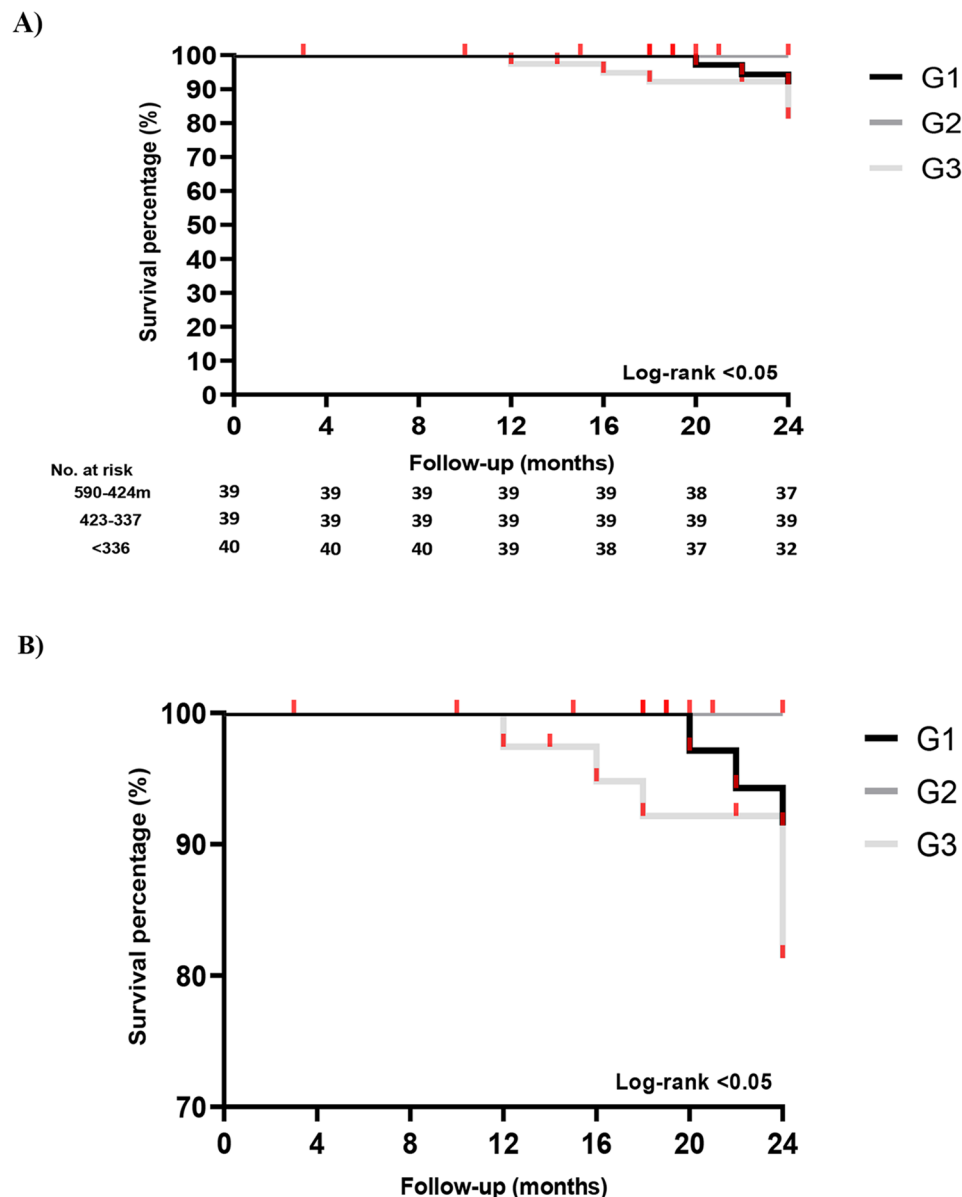 A)
100
90
80
70
60
50
40
30
20
10
0
Survival percentage (%)
G1
G2
G3
Log-rank <0.05
0 4 8 12 16 20 24
Follow-up (months)
No. at risk
590-424m 39 39 39 39 39 38 37
423-337 39 39 39 39 39 39 39
<336 40 40 40 39 38 37 32
B)
100
90
80
70
Survival percentage (%)
G1
G2
G3
Log-rank <0.05
0 4 8 12 16 20 24
Follow-up (months)